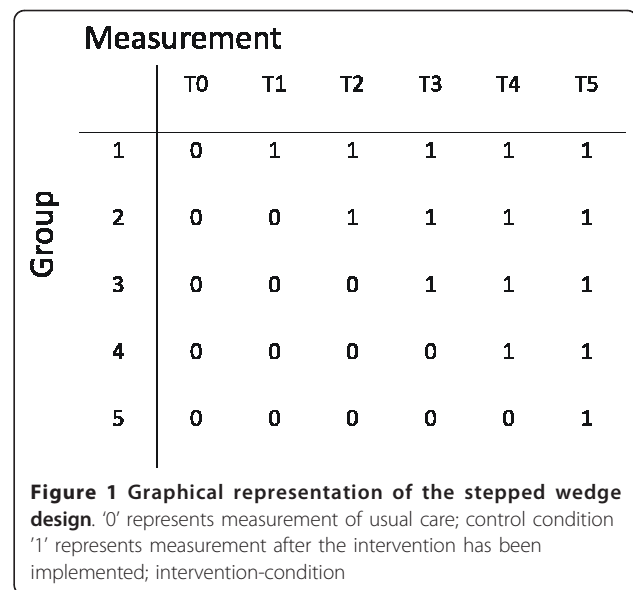 Measurement
T0 T1 T2 T3 T4 T5
Group
1 0 1 1 1 1 1
2 0 0 1 1 1 1
3 0 0 0 1 1 1
4 0 0 0 0 1 1
5 0 0 0 0 0 1
Figure 1 Graphical representation of the stepped wedge
design. ‘0’ represents measurement of usual care; control condition
’1’ represents measurement after the intervention has been
implemented; intervention-condition